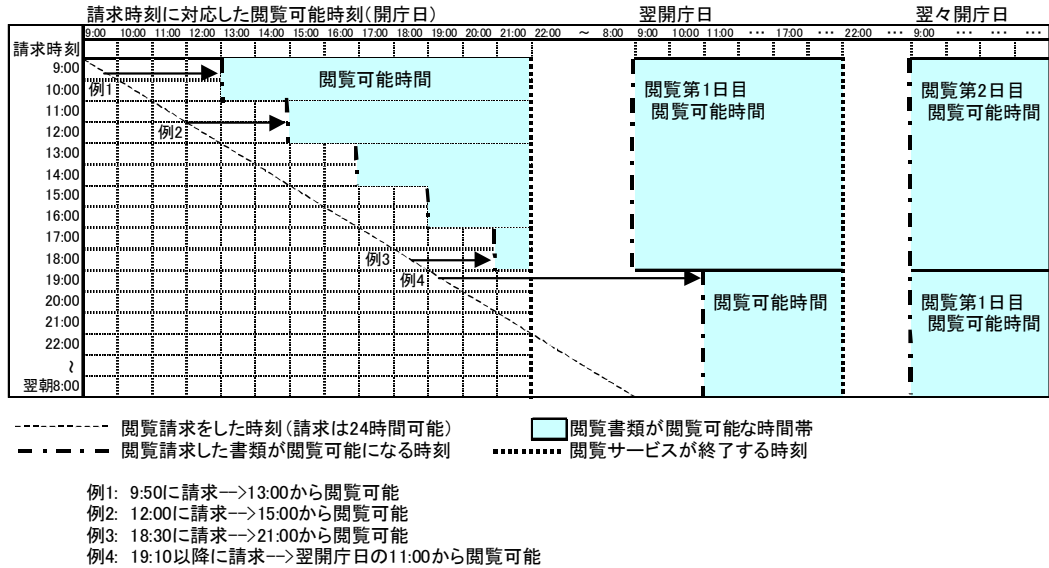 請求時刻に対応した閲覧可能時刻(開庁日) 翌開庁日 翌々開庁日
9:00 10:00 11:00 12:00 13:00 14:00 15:00 16:00 17:00 18:00 19:00 20:00 21:00 22:00 ~ 8:00 9:00 10:00 11:00 … 17:00 … 22:00 … 9:00 … … …
請求時刻
9:00
10:00
11:00
12:00
13:00
14:00
15:00
16:00
17:00
18:00
19:00
20:00
21:00
22:00
~
翌朝8:00
例1
例2
例3
例4
閲覧可能時間
閲覧第1日目
閲覧可能時間
閲覧第2日目
閲覧可能時間
閲覧可能時間
閲覧第1日目
閲覧可能時間
閲覧請求をした時刻(請求は24時間可能) 閲覧書類が閲覧可能な時間帯
閲覧請求した書類が閲覧可能になる時刻 閲覧サービスが終了する時刻
例1: 9:50に請求-->13:00から閲覧可能
例2: 12:00に請求-->15:00から閲覧可能
例3: 18:30に請求-->21:00から閲覧可能
例4: 19:10以降に請求-->翌開庁日の11:00から閲覧可能